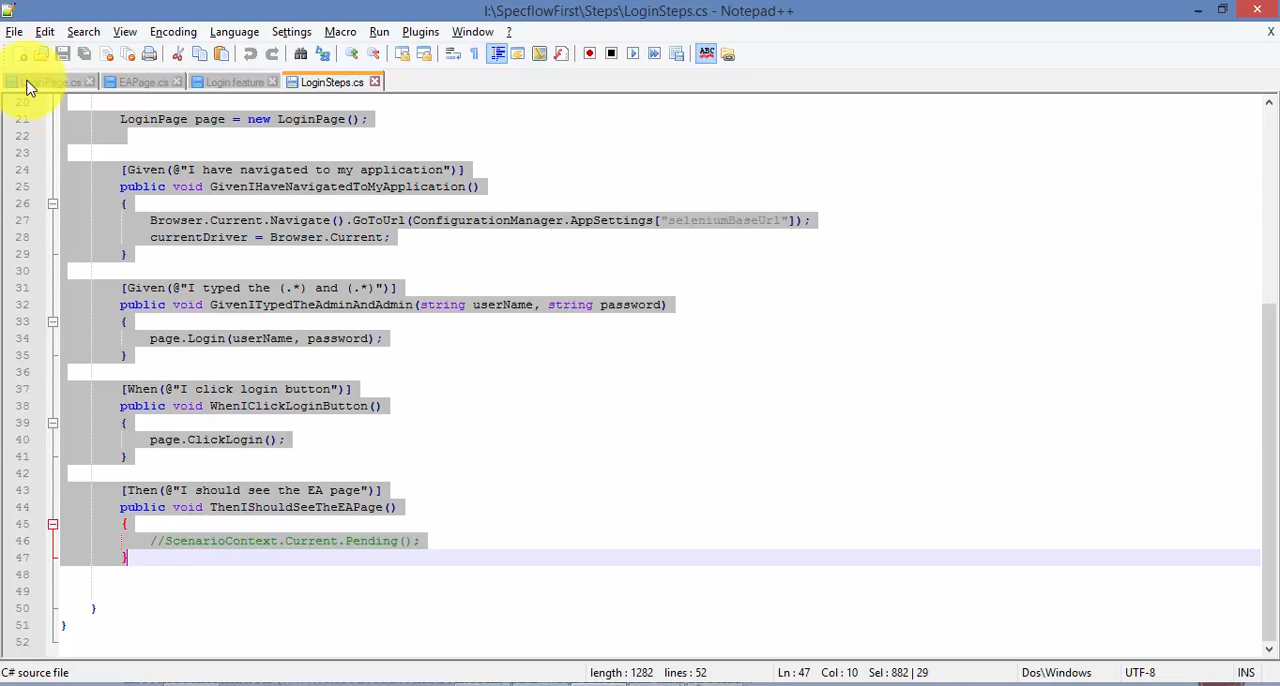 I:\SpecflowFirst\Steps\LoginSteps.cs - Notepad++
File Edit Search View Encoding Language Settings Macro Run Plugins Window ? X
ABC
Page.cs EAPage.cs Login.feature LoginSteps.cs
20
21 LoginPage page = new LoginPage();
22
23
24 [Given(@"I have navigated to my application")]
25 public void GivenIHaveNavigatedToMyApplication()
26 {
27 Browser.Current.Navigate().GoToUrl(ConfigurationManager.AppSettings["seleniumBaseUrl"]);
28 currentDriver = Browser.Current;
29 }
30
31 [Given(@"I typed the (.*) and (.*)")]
32 public void GivenITypedTheAdminAndAdmin(string userName, string password)
33 {
34 page.Login(userName, password);
35 }
36
37 [When(@"I click login button")]
38 public void WhenIClickLoginButton()
39 {
40 page.ClickLogin();
41 }
42
43 [Then(@"I should see the EA page")]
44 public void ThenIShouldSeeTheEAPage()
45 {
46 //ScenarioContext.Current.Pending();
47 }
48
49
50 }
51 }
52
C# source file length : 1282 lines : 52 Ln : 47 Col : 10 Sel : 882 | 29 Dos\Windows UTF-8 INS